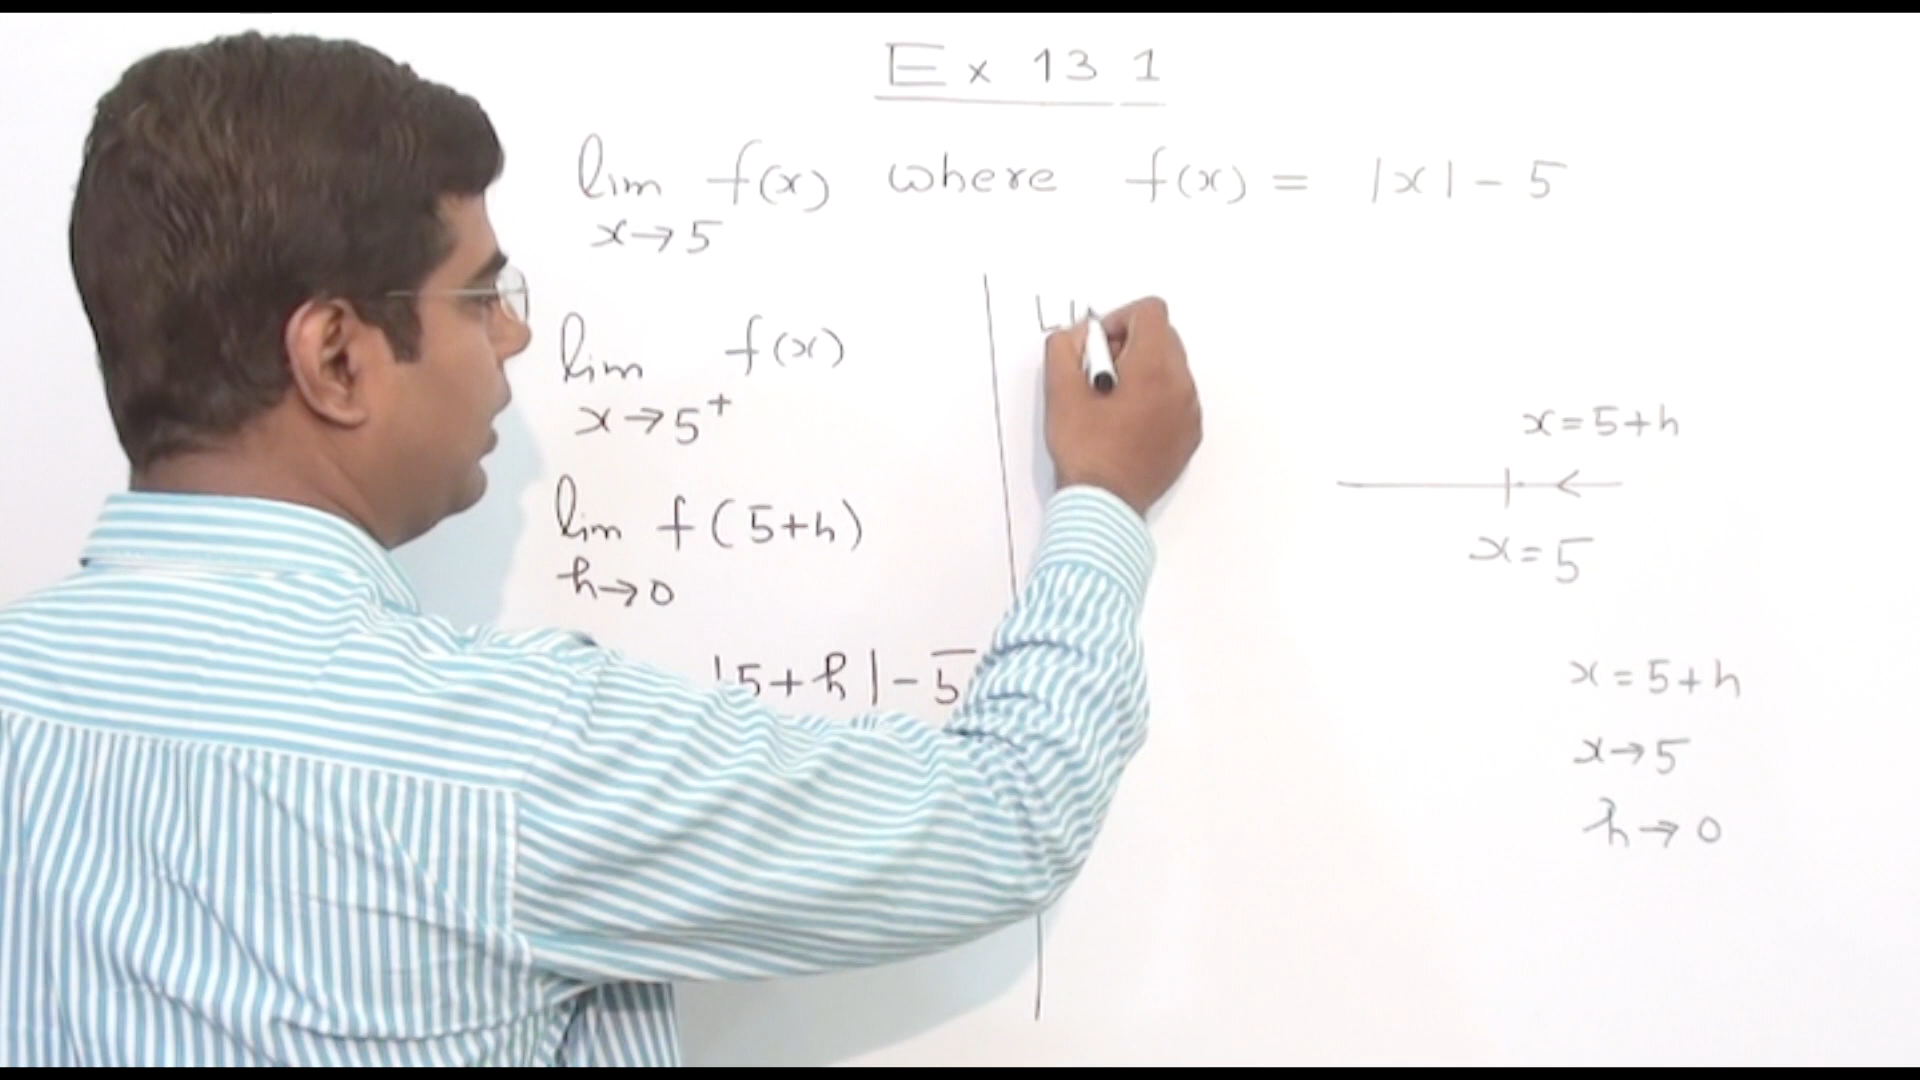 Ex 13 1
lim f(x) where f(x) = |x| - 5
x→5
lim f(x)
x→5⁺
lim f(5+h)
h→0
|5+h|-5
x=5+h
x=5
x=5+h
x→5
h→0